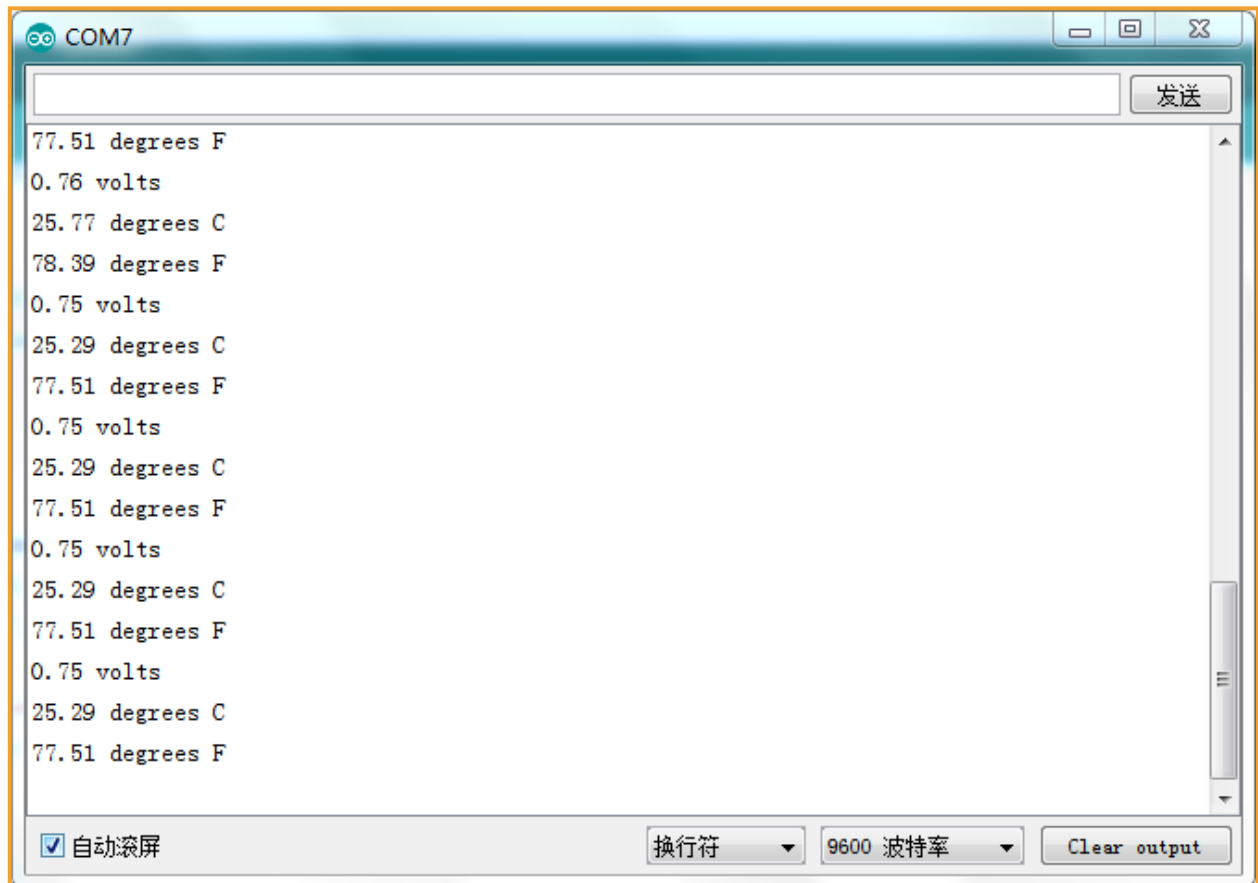 COM7
发送
77.51 degrees F
0.76 volts
25.77 degrees C
78.39 degrees F
0.75 volts
25.29 degrees C
77.51 degrees F
0.75 volts
25.29 degrees C
77.51 degrees F
0.75 volts
25.29 degrees C
77.51 degrees F
0.75 volts
25.29 degrees C
77.51 degrees F
自动滚屏 换行符 9600 波特率 Clear output